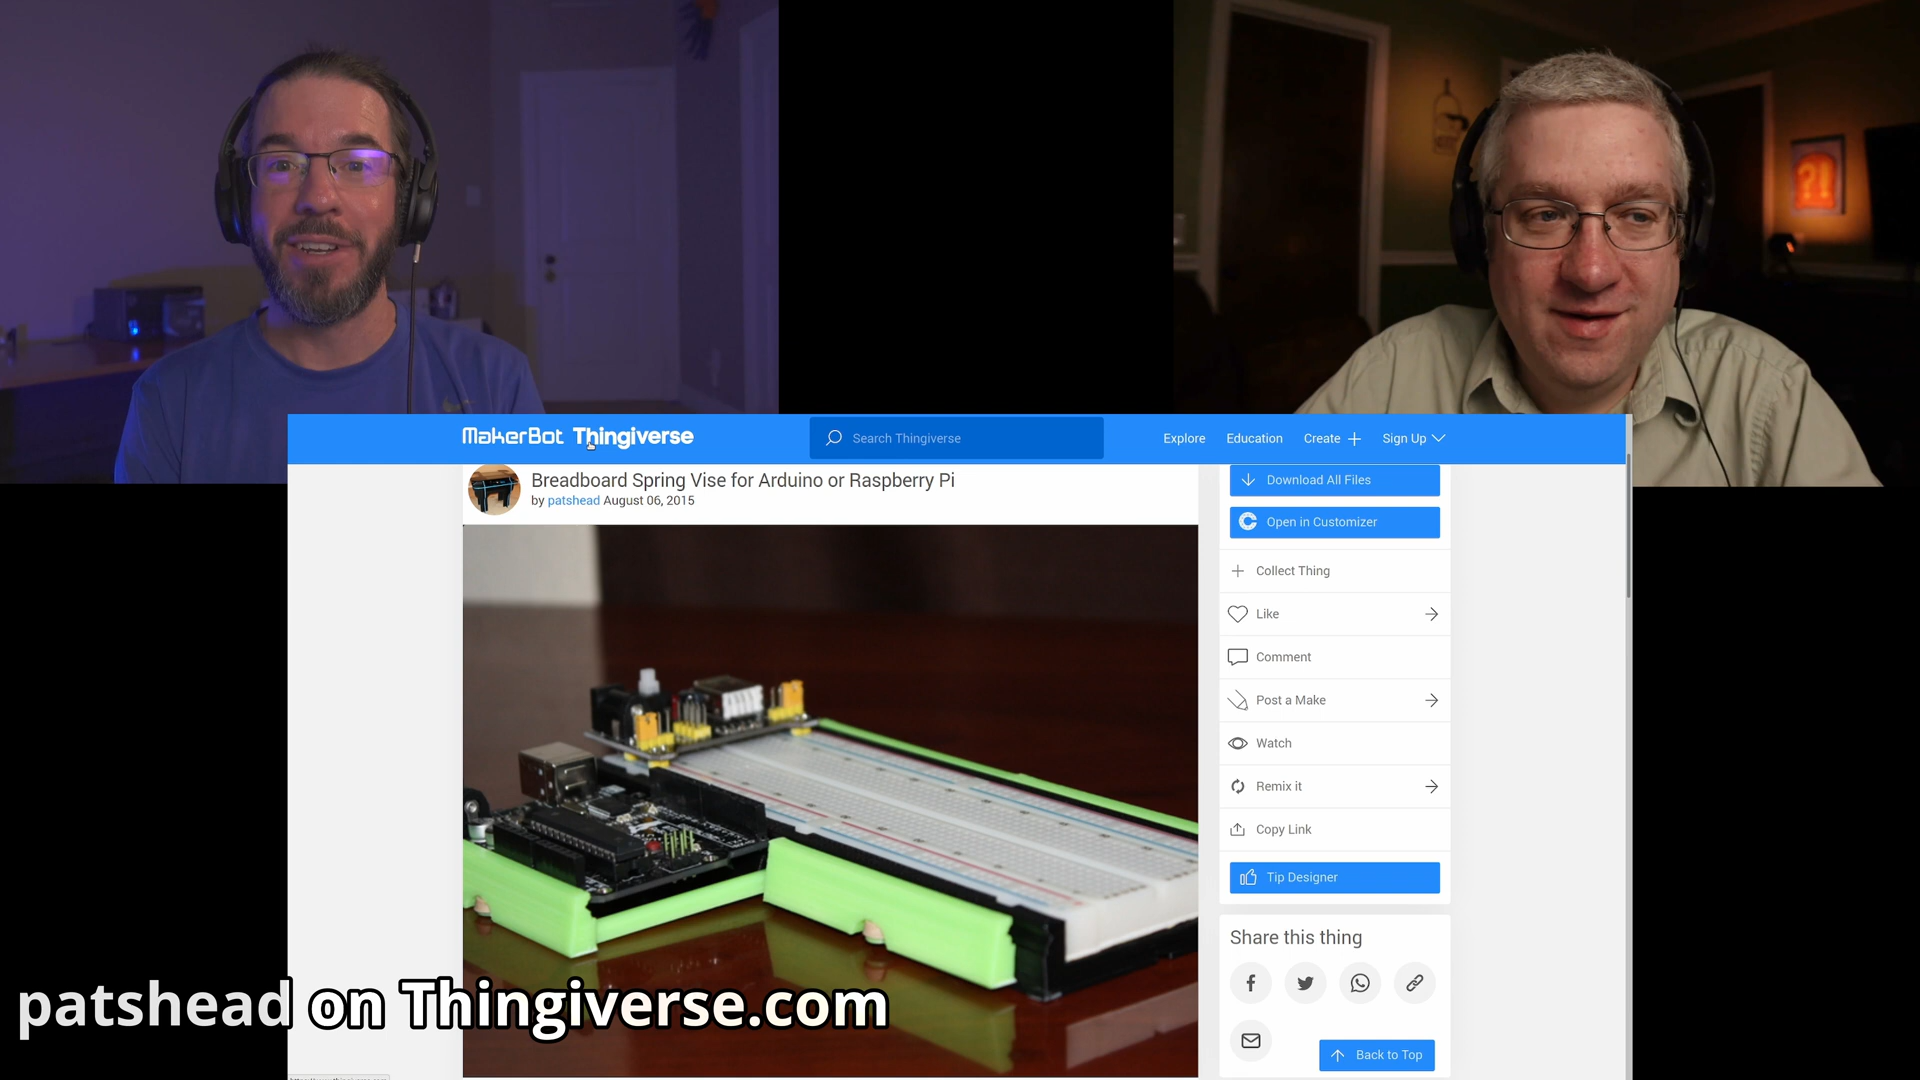 MakerBot Thingiverse
Search Thingiverse
Explore
Education
Create
Sign Up
Breadboard Spring Vise for Arduino or Raspberry Pi
by patshead August 06, 2015
Download All Files
Open in Customizer
Collect Thing
Like
Comment
Post a Make
Watch
Remix it
Copy Link
Tip Designer
Share this thing
Back to Top
patshead on Thingiverse.com